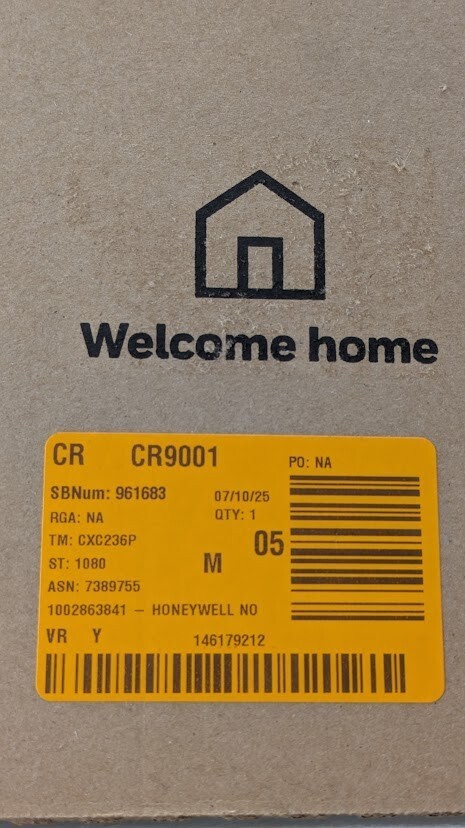 Welcome home
CR CR9001 PO: NA
SBNum: 961683 07/10/25
RGA: NA QTY: 1
TM: CXC236P 05
ST: 1080 M
ASN: 7389755
1002863841 – HONEYWELL NO
VR Y 146179212